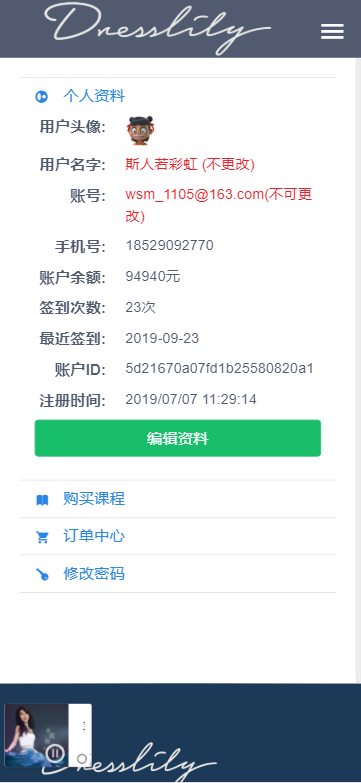 Dresslily
个人资料
用户头像:
用户名字: 斯人若彩虹 (不更改)
账号: wsm_1105@163.com(不可更
改)
手机号: 18529092770
账户余额: 94940元
签到次数: 23次
最近签到: 2019-09-23
账户ID: 5d21670a07fd1b25580820a1
注册时间: 2019/07/07 11:29:14
编辑资料
购买课程
订单中心
修改密码
Dresslily